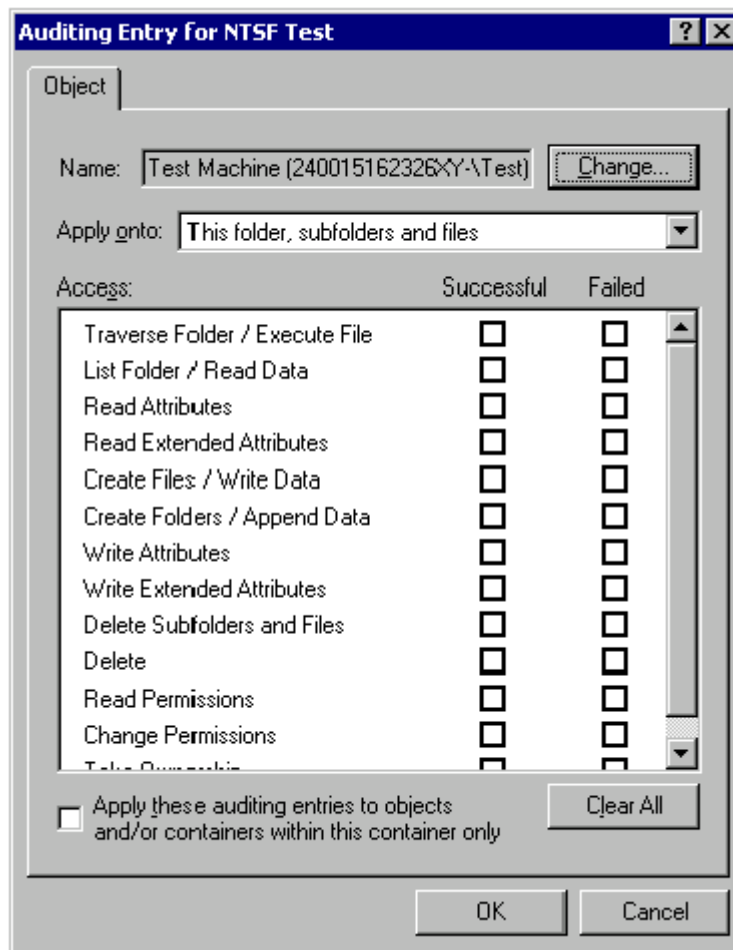 Auditing Entry for NTSF Test
Object
Name: Test Machine (240015162326XY-\Test) Change...
Apply onto: This folder, subfolders and files
Access: Successful Failed
Traverse Folder / Execute File
List Folder / Read Data
Read Attributes
Read Extended Attributes
Create Files / Write Data
Create Folders / Append Data
Write Attributes
Write Extended Attributes
Delete Subfolders and Files
Delete
Read Permissions
Change Permissions
Take Ownership
Apply these auditing entries to objects
and/or containers within this container only
Clear All
OK Cancel